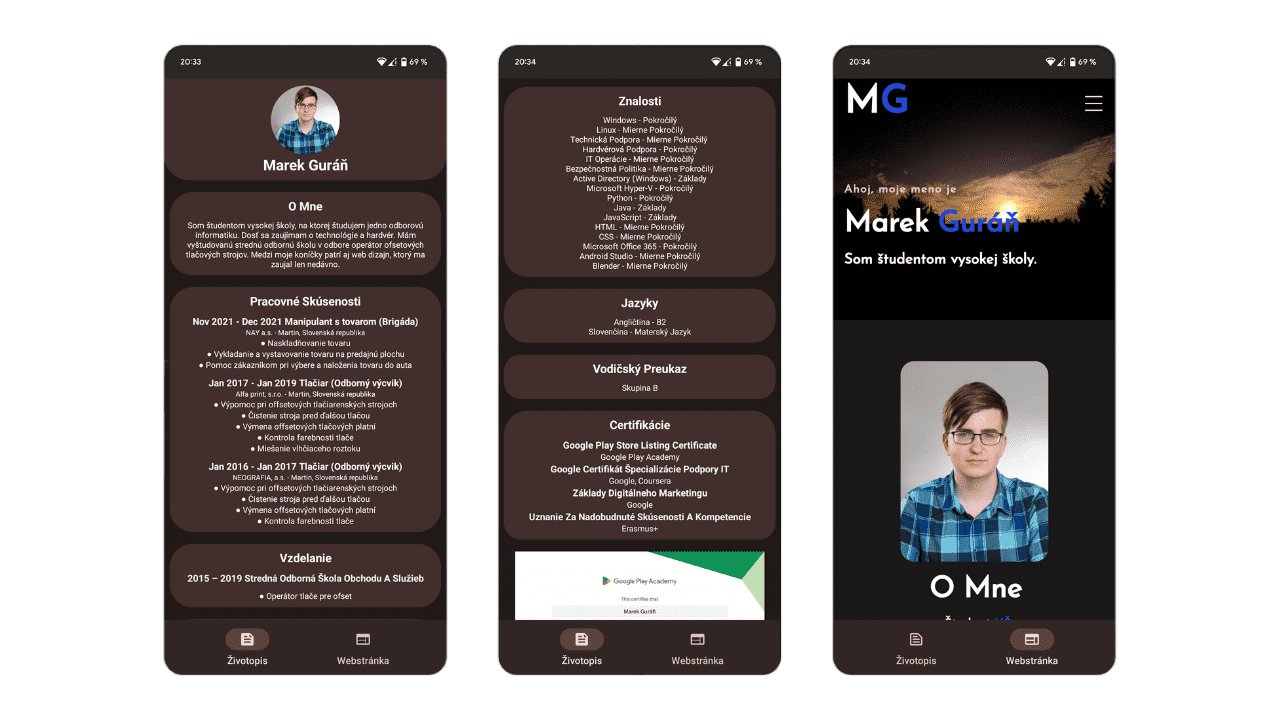 20:33
69 %
Marek Guráň
O Mne
Som študentom vysokej školy, na ktorej študujem jedno odborovú
informatiku. Dosť sa zaujímam o technológie a hardvér. Mám
vyštudovanú strednú odbornú školu v odbore operátor ofsetových
tlačových strojov. Medzi moje koníčky patrí aj web dizajn, ktorý ma
zaujal len nedávno.
Pracovné Skúsenosti
Nov 2021 - Dec 2021 Manipulant s tovarom (Brigáda)
NAY a.s. - Martin, Slovenská republika
● Naskladňovanie tovaru
● Vykladanie a vystavovanie tovaru na predajnú plochu
● Pomoc zákazníkom pri výbere a naloženia tovaru do auta
Jan 2017 - Jan 2019 Tlačiar (Odborný výcvik)
Alfa print, s.r.o. - Martin, Slovenská republika
● Výpomoc pri offsetových tlačiarenských strojoch
● Čistenie stroja pred ďalšou tlačou
● Výmena offsetových tlačových platní
● Kontrola farebnosti tlače
● Miešanie vlhčiaceho roztoku
Jan 2016 - Jan 2017 Tlačiar (Odborný výcvik)
NEOGRAFIA, a.s. - Martin, Slovenská republika
● Výpomoc pri offsetových tlačiarenských strojoch
● Čistenie stroja pred ďalšou tlačou
● Výmena offsetových tlačových platní
● Kontrola farebnosti tlače
Vzdelanie
2015 – 2019 Stredná Odborná Škola Obchodu A Služieb
● Operátor tlače pre ofset
Životopis
Webstránka
20:34
69 %
Znalosti
Windows - Pokročilý
Linux - Mierne Pokročilý
Technická Podpora - Mierne Pokročilý
Hardvérová Podpora - Pokročilý
IT Operácie - Mierne Pokročilý
Bezpečnostná Politika - Mierne Pokročilý
Active Directory (Windows) - Základy
Microsoft Hyper-V - Pokročilý
Python - Pokročilý
Java - Základy
JavaScript - Základy
HTML - Mierne Pokročilý
CSS - Mierne Pokročilý
Microsoft Office 365 - Pokročilý
Android Studio - Mierne Pokročilý
Blender - Mierne Pokročilý
Jazyky
Angličtina - B2
Slovenčina - Materský Jazyk
Vodičský Preukaz
Skupina B
Certifikácie
Google Play Store Listing Certificate
Google Play Academy
Google Certifikát Špecializácie Podpory IT
Google, Coursera
Základy Digitálneho Marketingu
Google
Uznanie Za Nadobudnuté Skúsenosti A Kompetencie
Erasmus+
Google Play Academy
This certifies that
Marek Guráň
Životopis
Webstránka
20:34
69 %
MG
Ahoj, moje meno je
Marek Guráň
Som študentom vysokej školy.
O Mne
Životopis
Webstránka